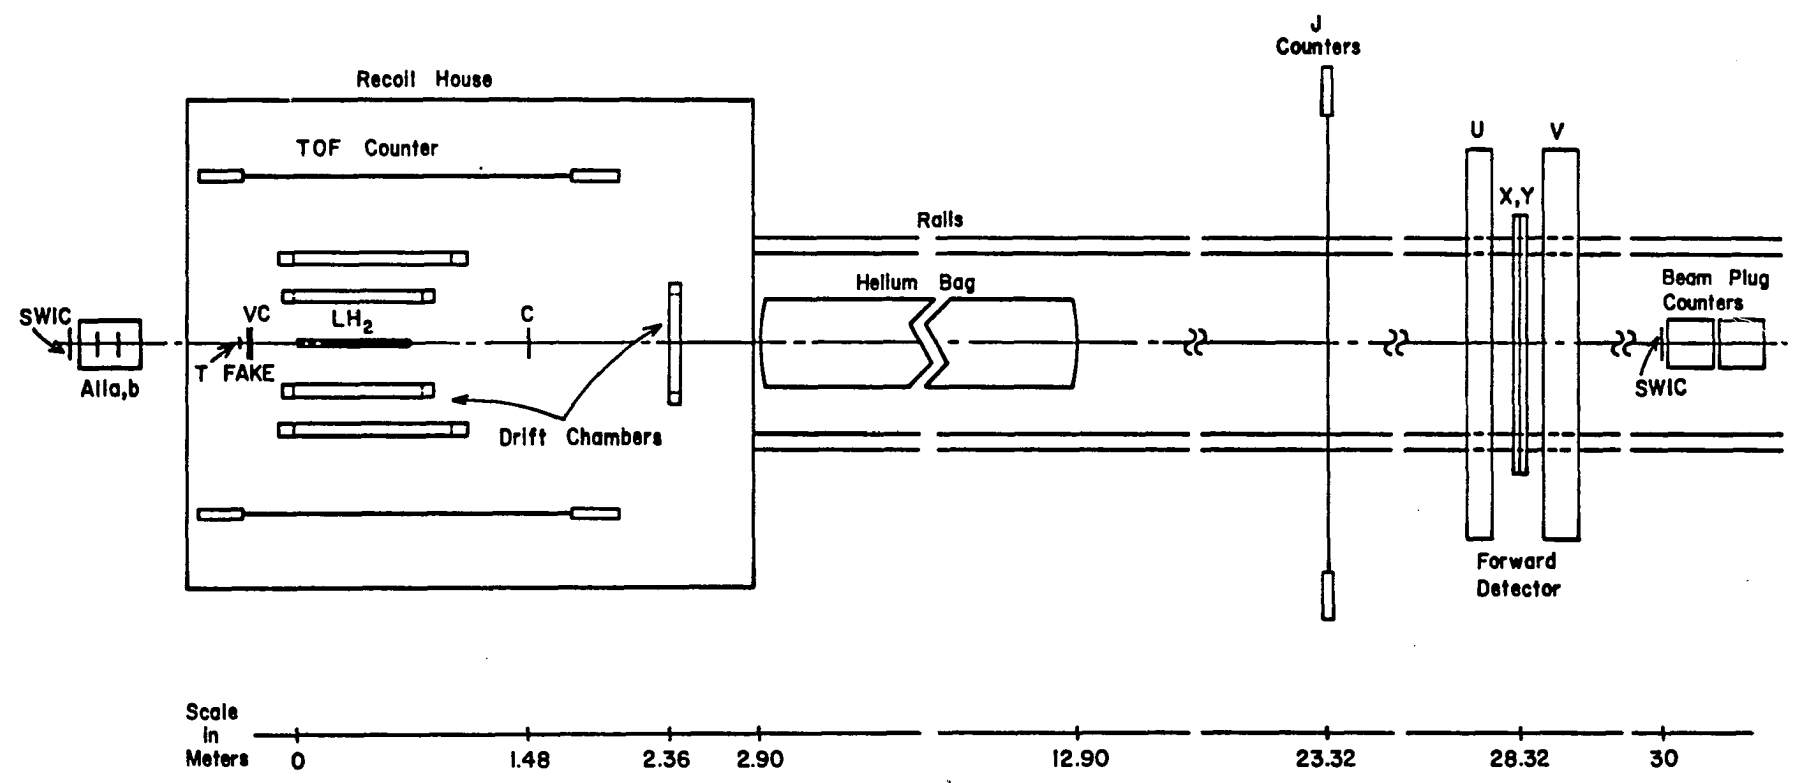 J
Counters
Recoil House
TOF Counter
U
V
X,Y
Rails
Helium Bag
Beam Plug
Counters
SWIC
VC
LH2
C
T FAKE
AIIa,b
SWIC
Drift Chambers
Forward
Detector
Scale
in
Meters
0
1.48
2.36
2.90
12.90
23.32
28.32
30